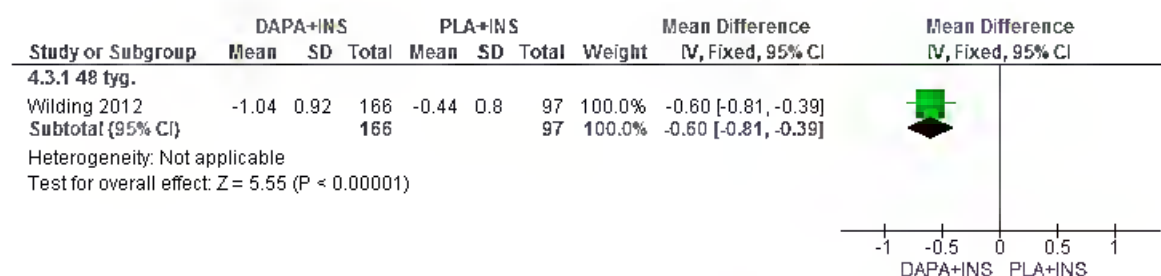 DAPA+INS PLA+INS Mean Difference Mean Difference
Study or Subgroup Mean SD Total Mean SD Total Weight IV, Fixed, 95% CI IV, Fixed, 95% CI
4.3.1 48 tyg.
Wilding 2012 -1.04 0.92 166 -0.44 0.8 97 100.0% -0.60 [-0.81, -0.39]
Subtotal (95% CI) 166 97 100.0% -0.60 [-0.81, -0.39]
Heterogeneity: Not applicable
Test for overall effect: Z = 5.55 (P < 0.00001)
-1 -0.5 0 0.5 1
DAPA+INS PLA+INS